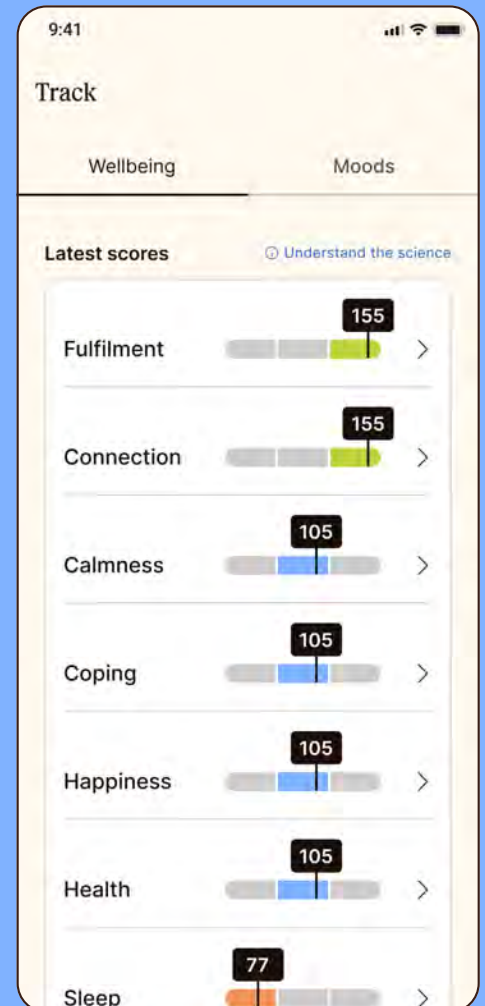 9:41
Track
Wellbeing Moods
Latest scores Understand the science
155
Fulfilment
155
Connection
105
Calmness
105
Coping
105
Happiness
105
Health
77
Sleep